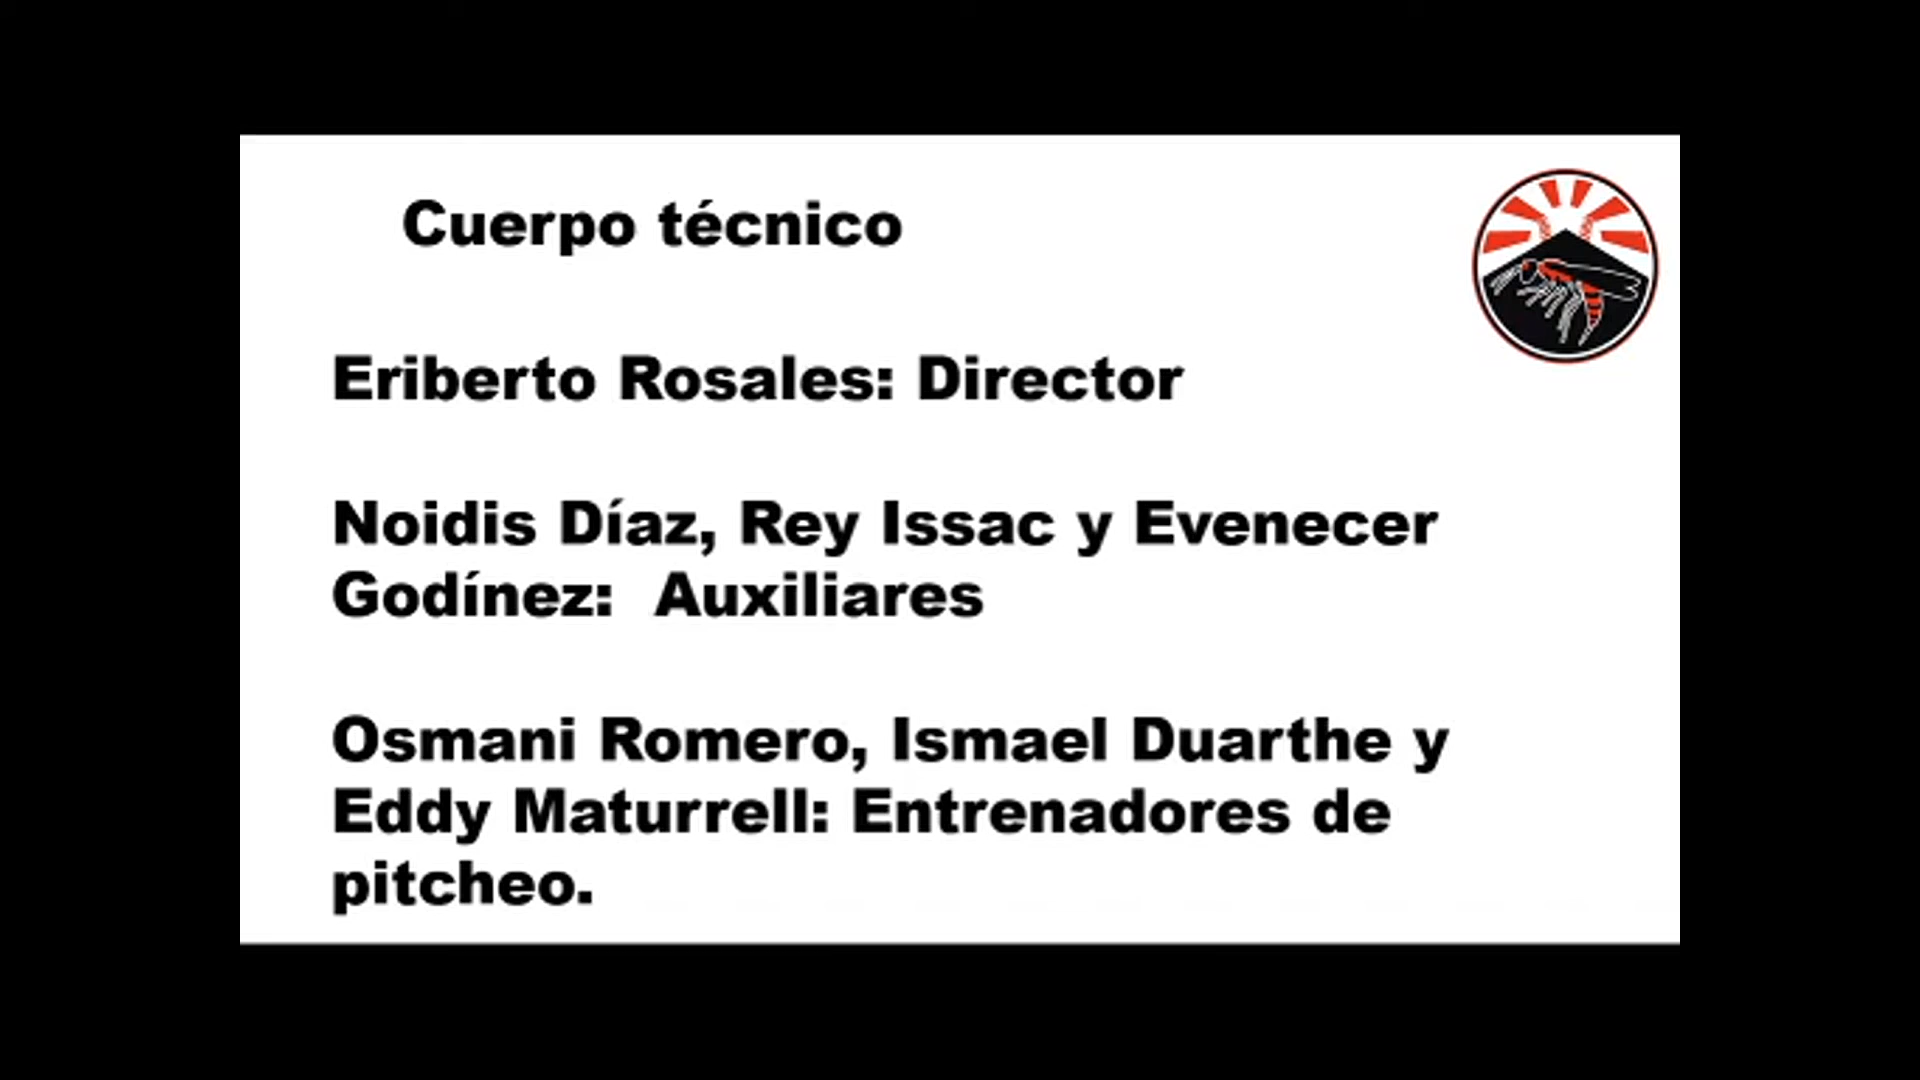 Cuerpo técnico
Eriberto Rosales: Director
Noidis Díaz, Rey Issac y Evenecer
Godínez:  Auxiliares
Osmani Romero, Ismael Duarthe y
Eddy Maturrell: Entrenadores de
pitcheo.